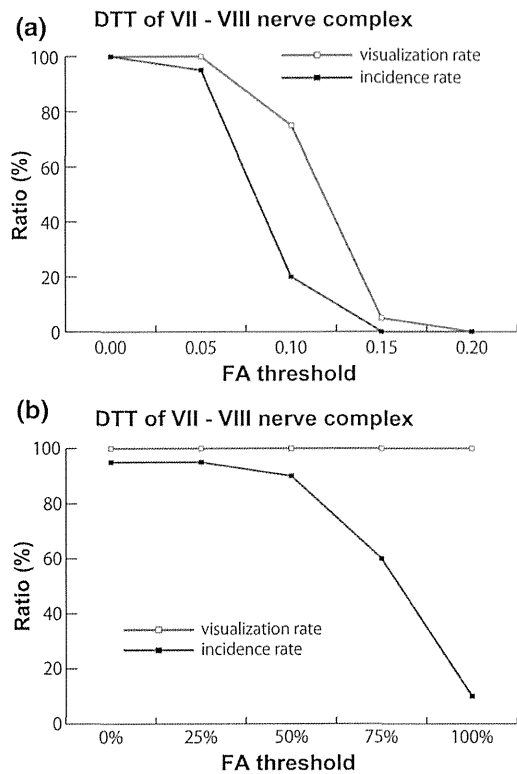 (a)
DTT of VII - VIII nerve complex
visualization rate
incidence rate
100
80
60
40
20
0
Ratio (%)
0.00 0.05 0.10 0.15 0.20
FA threshold
(b)
DTT of VII - VIII nerve complex
100
80
60
40
20
0
Ratio (%)
visualization rate
incidence rate
0% 25% 50% 75% 100%
FA threshold